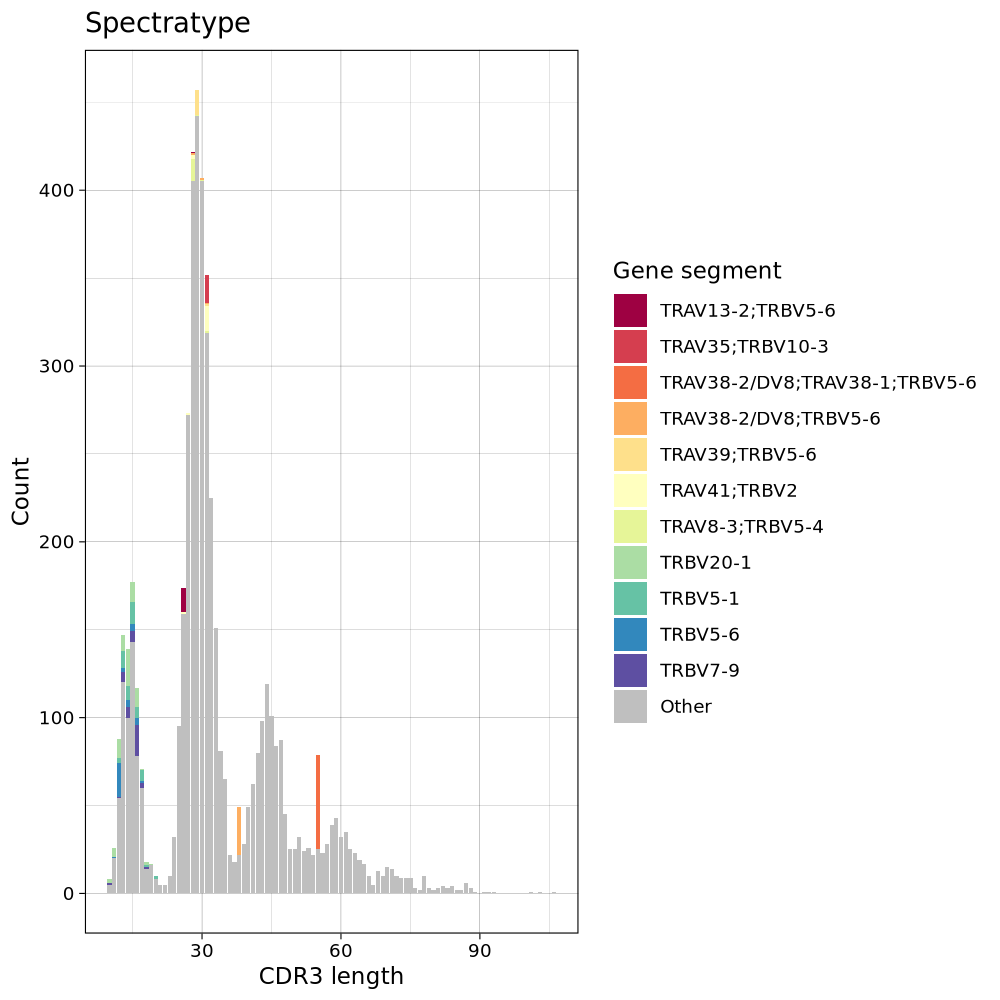 Spectratype
Count
400
300
200
100
0
30 60 90
CDR3 length
Gene segment
TRAV13-2;TRBV5-6
TRAV35;TRBV10-3
TRAV38-2/DV8;TRAV38-1;TRBV5-6
TRAV38-2/DV8;TRBV5-6
TRAV39;TRBV5-6
TRAV41;TRBV2
TRAV8-3;TRBV5-4
TRBV20-1
TRBV5-1
TRBV5-6
TRBV7-9
Other